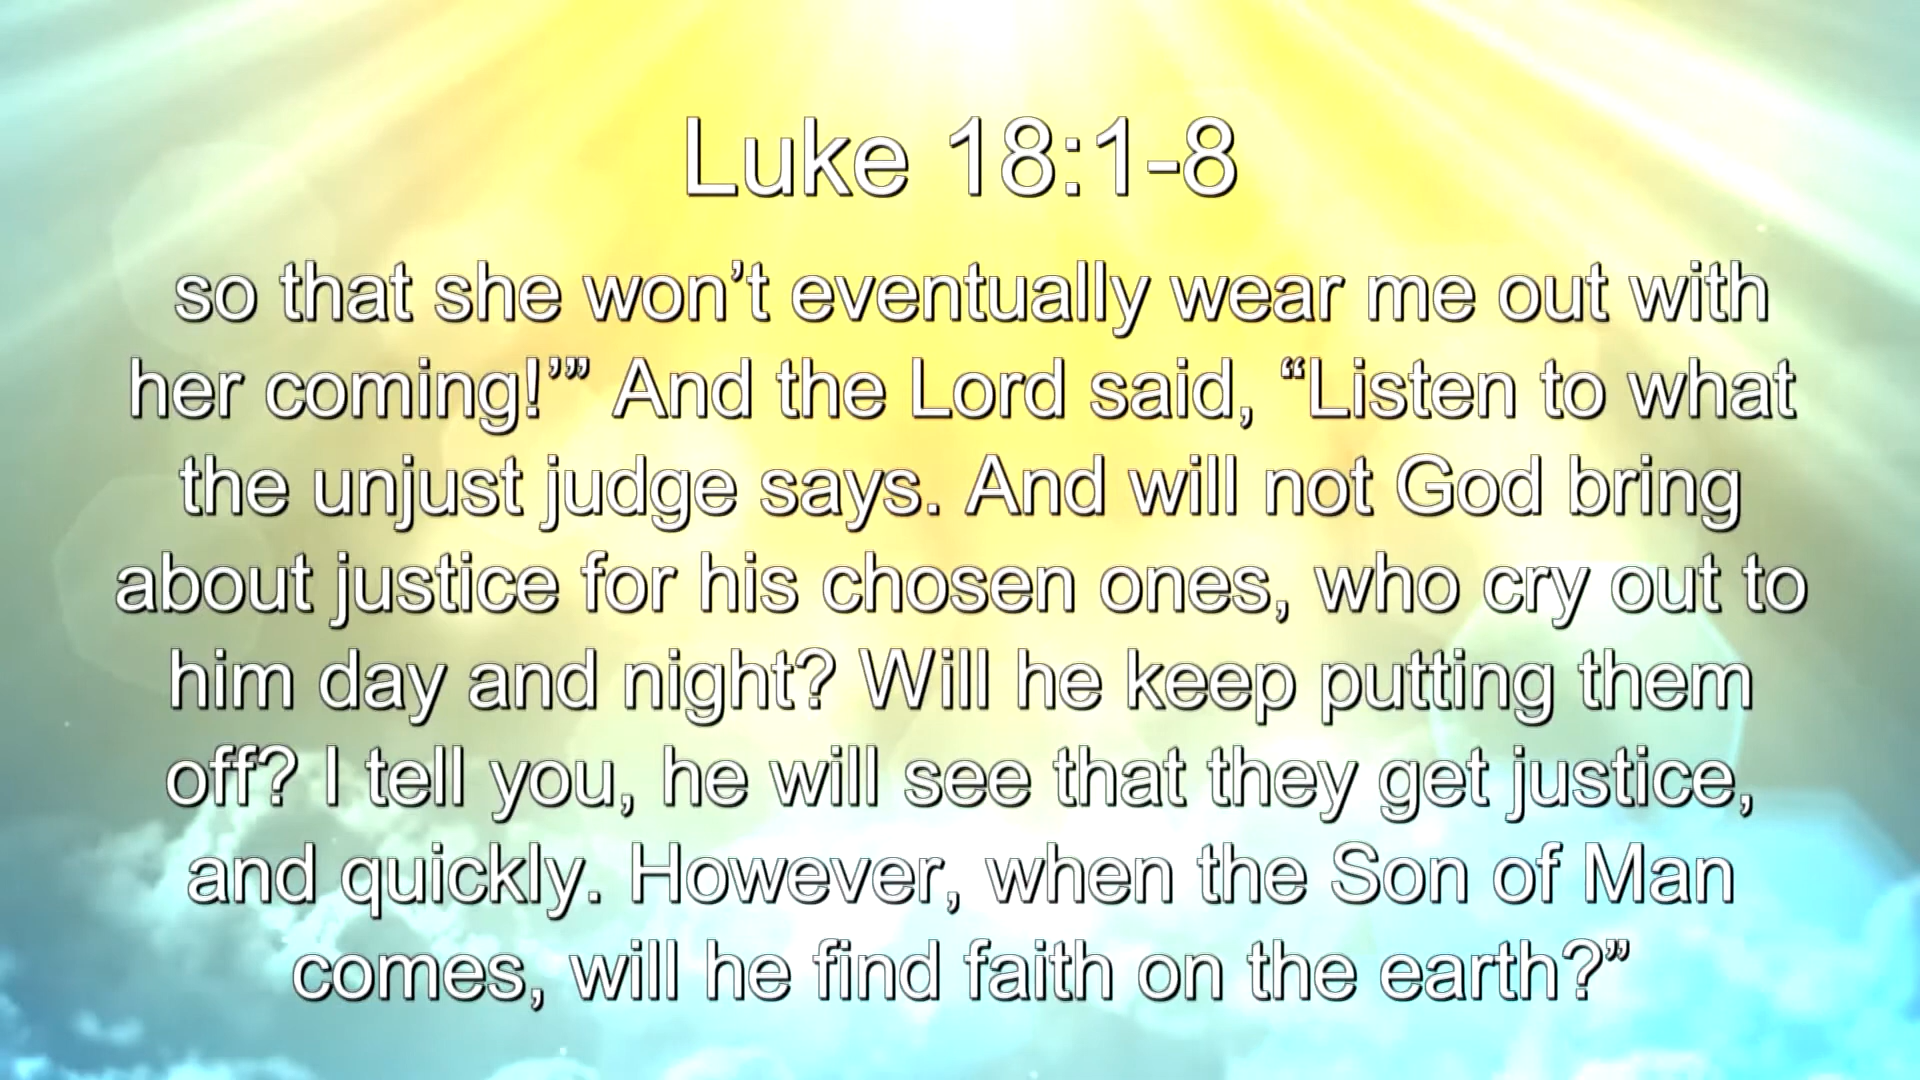 Luke 18:1-8
so that she won’t eventually wear me out with
her coming!’” And the Lord said, “Listen to what
the unjust judge says. And will not God bring
about justice for his chosen ones, who cry out to
him day and night? Will he keep putting them
off? I tell you, he will see that they get justice,
and quickly. However, when the Son of Man
comes, will he find faith on the earth?”